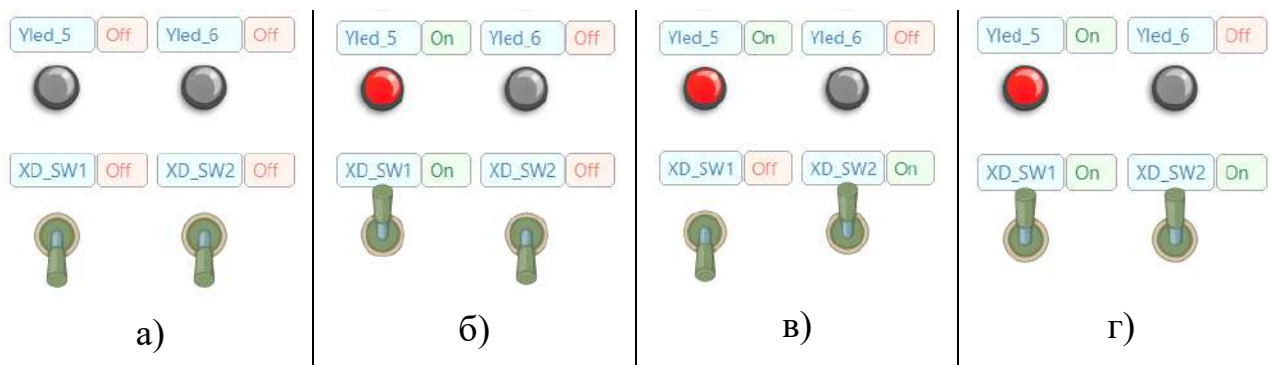 Yled_5 Off Yled_6 Off
XD_SW1 Off XD_SW2 Off
а)
Yled_5 On Yled_6 Off
XD_SW1 On XD_SW2 Off
б)
Yled_5 On Yled_6 Off
XD_SW1 Off XD_SW2 On
в)
Yled_5 On Yled_6 Off
XD_SW1 On XD_SW2 On
г)